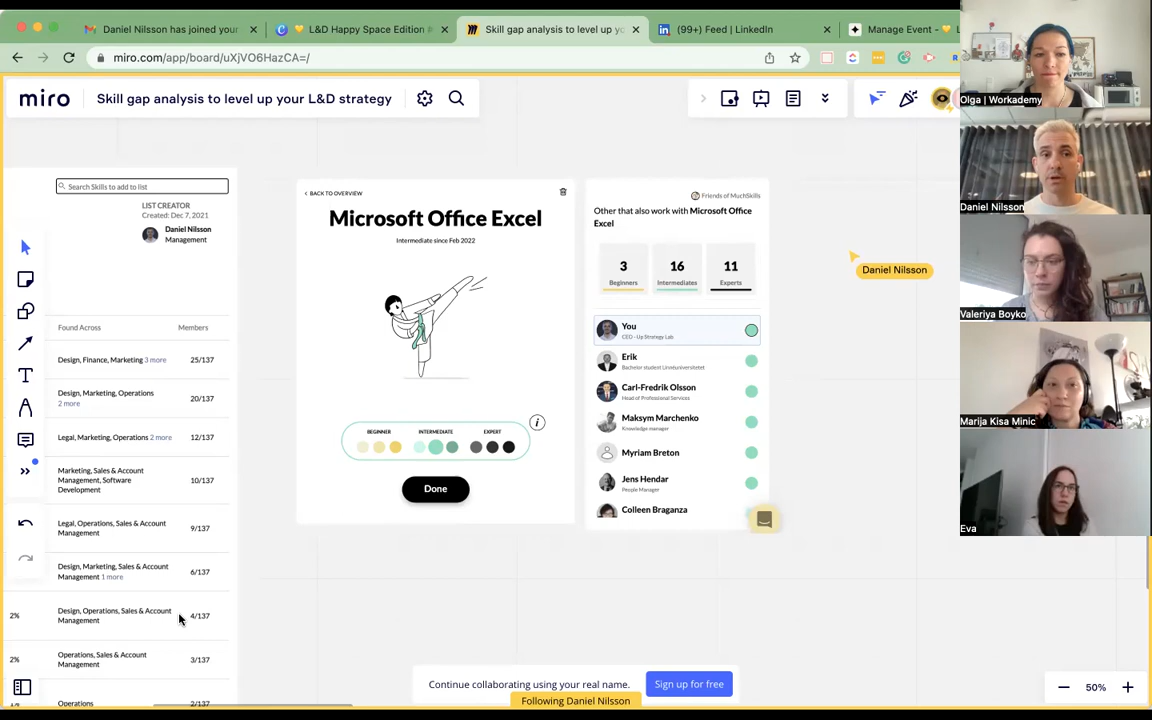 Daniel Nilsson has joined your
L&D Happy Space Edition
Skill gap analysis to level up yo
(99+) Feed | LinkedIn
Manage Event -
miro.com/app/board/uXjVO6HazCA=/
miro
Skill gap analysis to level up your L&D strategy
Search Skills to add to list
LIST CREATOR
Created: Dec 7, 2021
Daniel Nilsson
Management
Found Across
Members
Design, Finance, Marketing 3 more
25/137
Design, Marketing, Operations
2 more
20/137
Legal, Marketing, Operations 2 more
12/137
Marketing, Sales & Account
Management, Software
Development
10/137
Legal, Operations, Sales & Account
Management
9/137
Design, Marketing, Sales & Account
Management 1 more
6/137
2%
Design, Operations, Sales & Account
Management
4/137
2%
Operations, Sales & Account
Management
3/137
Operations
2/137
BACK TO OVERVIEW
Microsoft Office Excel
Intermediate since Feb 2022
BEGINNER
INTERMEDIATE
EXPERT
i
Done
Friends of MuchSkills
Other that also work with Microsoft Office
Excel
3
Beginners
16
Intermediates
11
Experts
You
CEO - Up Strategy Lab
Erik
Bachelor student Linneuniversitetet
Carl-Fredrik Olsson
Head of Professional Services
Maksym Marchenko
Knowledge manager
Myriam Breton
Jens Hendar
People Manager
Colleen Braganza
Daniel Nilsson
Continue collaborating using your real name.
Sign up for free
Following Daniel Nilsson
50%
Olga | Workademy
Daniel Nilsson
Valeriya Boyko
Marija Kisa Minic
Eva